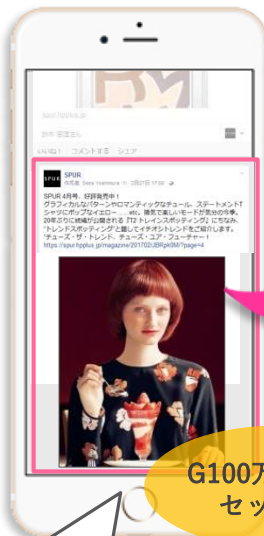 いいね! コメントする シェア
SPUR
SPUR
SPUR 4月号、好評発売中!
グラフィカルなパターンやロマンティックなチュール、ステートメントT
シャツにポップなイエロー……etc。陽気で楽しいモードが気分の今季。
20年ぶりに続編が公開される『T2 トレインスポッティング』にちなみ、
"トレンドスポッティング"と題してイチオシトレンドをご紹介します。
"チューズ・ザ・トレンド、チューズ・ユア・フューチャー!
https://spur.hpplus.jp/magazine/201702/JBRpk0M/?page=4
G100万
セッ